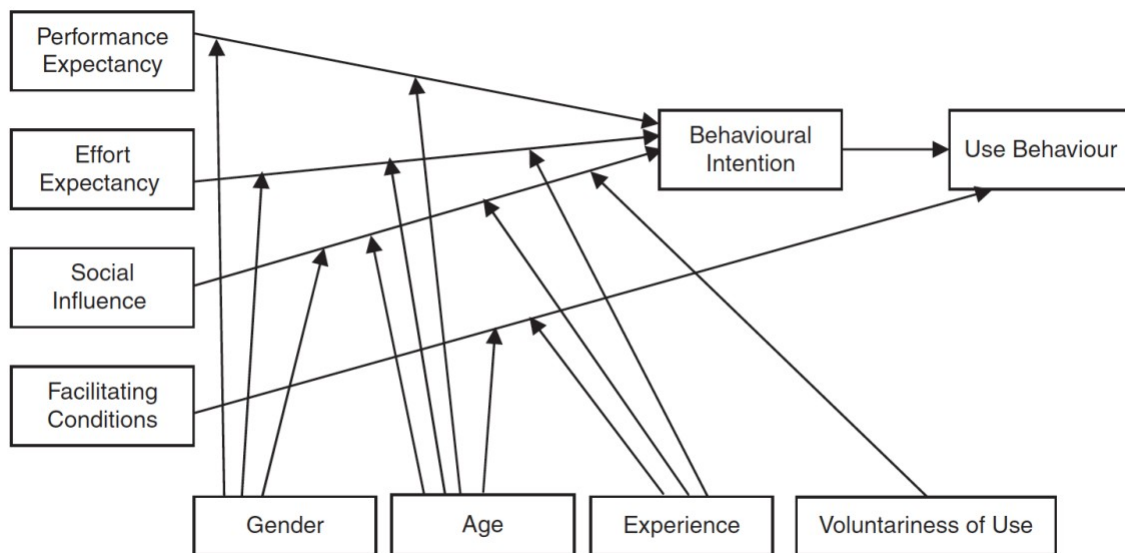 Performance
Expectancy
Effort
Expectancy
Social
Influence
Facilitating
Conditions
Behavioural
Intention
Use Behaviour
Gender
Age
Experience
Voluntariness of Use